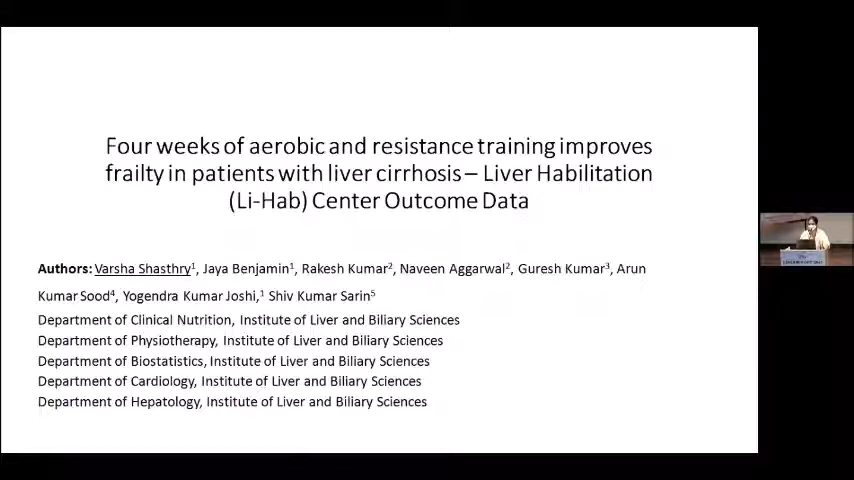 Four weeks of aerobic and resistance training improves
frailty in patients with liver cirrhosis – Liver Habilitation
(Li-Hab) Center Outcome Data
Authors: Varsha Shasthry¹, Jaya Benjamin¹, Rakesh Kumar², Naveen Aggarwal², Guresh Kumar³, Arun
Kumar Sood⁴, Yogendra Kumar Joshi,¹ Shiv Kumar Sarin⁵
Department of Clinical Nutrition, Institute of Liver and Biliary Sciences
Department of Physiotherapy, Institute of Liver and Biliary Sciences
Department of Biostatistics, Institute of Liver and Biliary Sciences
Department of Cardiology, Institute of Liver and Biliary Sciences
Department of Hepatology, Institute of Liver and Biliary Sciences